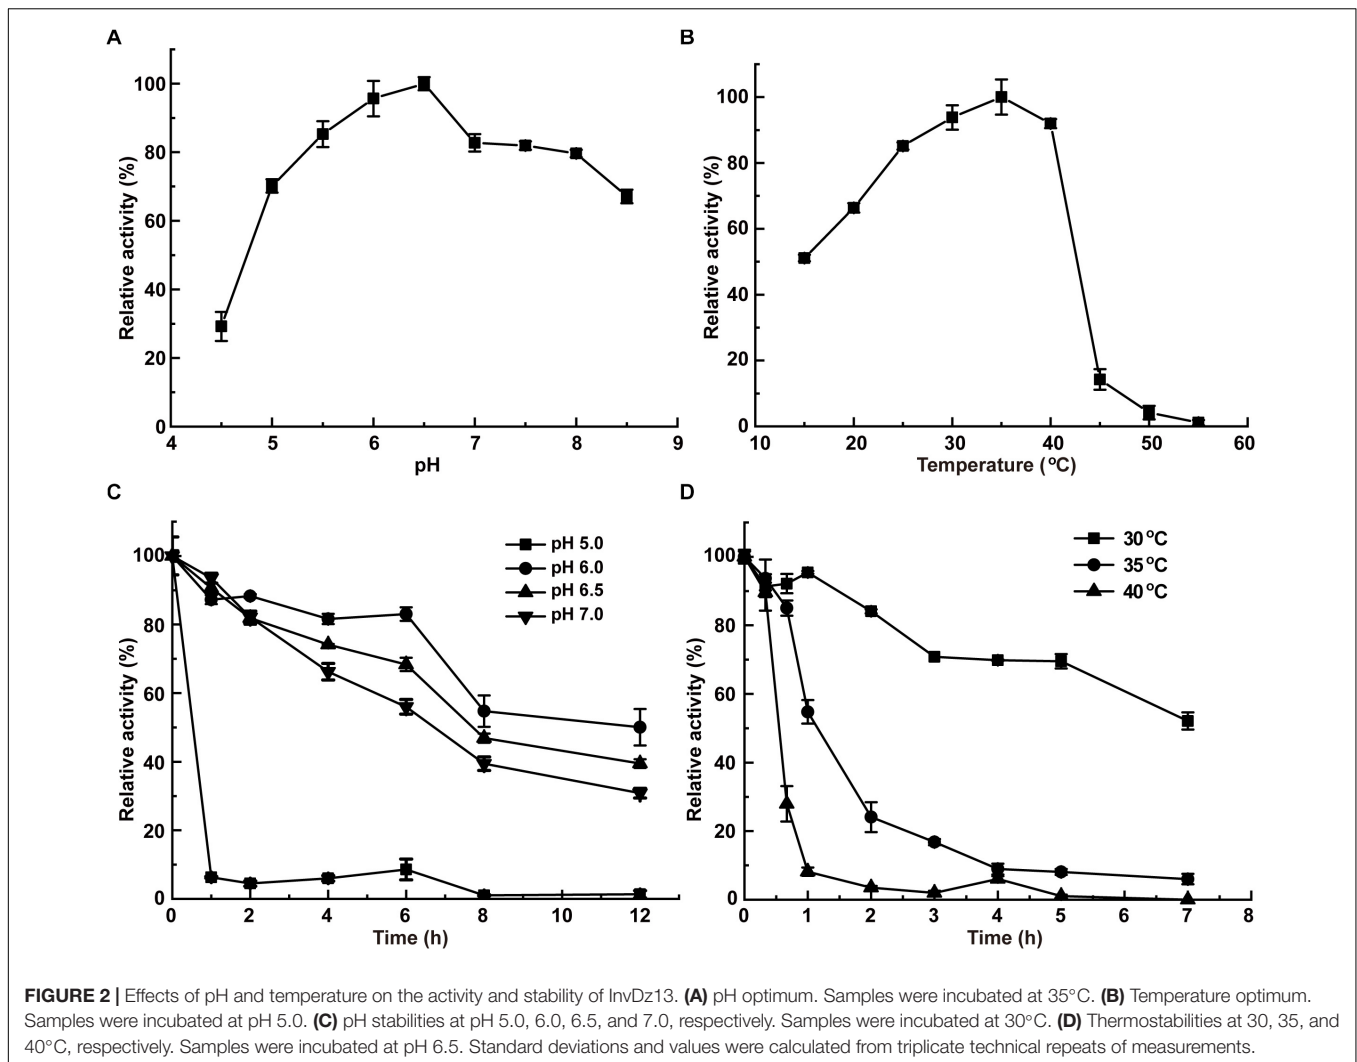 A
Relative activity (%)
100
80
60
40
20
0
4 5 6 7 8 9
pH
B
Relative activity (%)
100
80
60
40
20
0
10 20 30 40 50 60
Temperature (°C)
C
Relative activity (%)
100
80
60
40
20
0
0 2 4 6 8 10 12
Time (h)
pH 5.0
pH 6.0
pH 6.5
pH 7.0
D
Relative activity (%)
100
80
60
40
20
0
0 1 2 3 4 5 6 7 8
Time (h)
30 °C
35 °C
40 °C
FIGURE 2 | Effects of pH and temperature on the activity and stability of InvDz13. (A) pH optimum. Samples were incubated at 35°C. (B) Temperature optimum.
Samples were incubated at pH 5.0. (C) pH stabilities at pH 5.0, 6.0, 6.5, and 7.0, respectively. Samples were incubated at 30°C. (D) Thermostabilities at 30, 35, and
40°C, respectively. Samples were incubated at pH 6.5. Standard deviations and values were calculated from triplicate technical repeats of measurements.